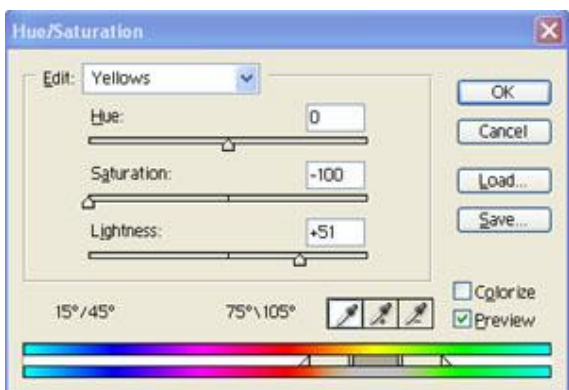 Hue/Saturation
Edit: Yellows
OK
Hue: 0
Cancel
Saturation: -100
Load...
Lightness: +51
Save...
Colorize
15°/45° 75°\105°
Preview